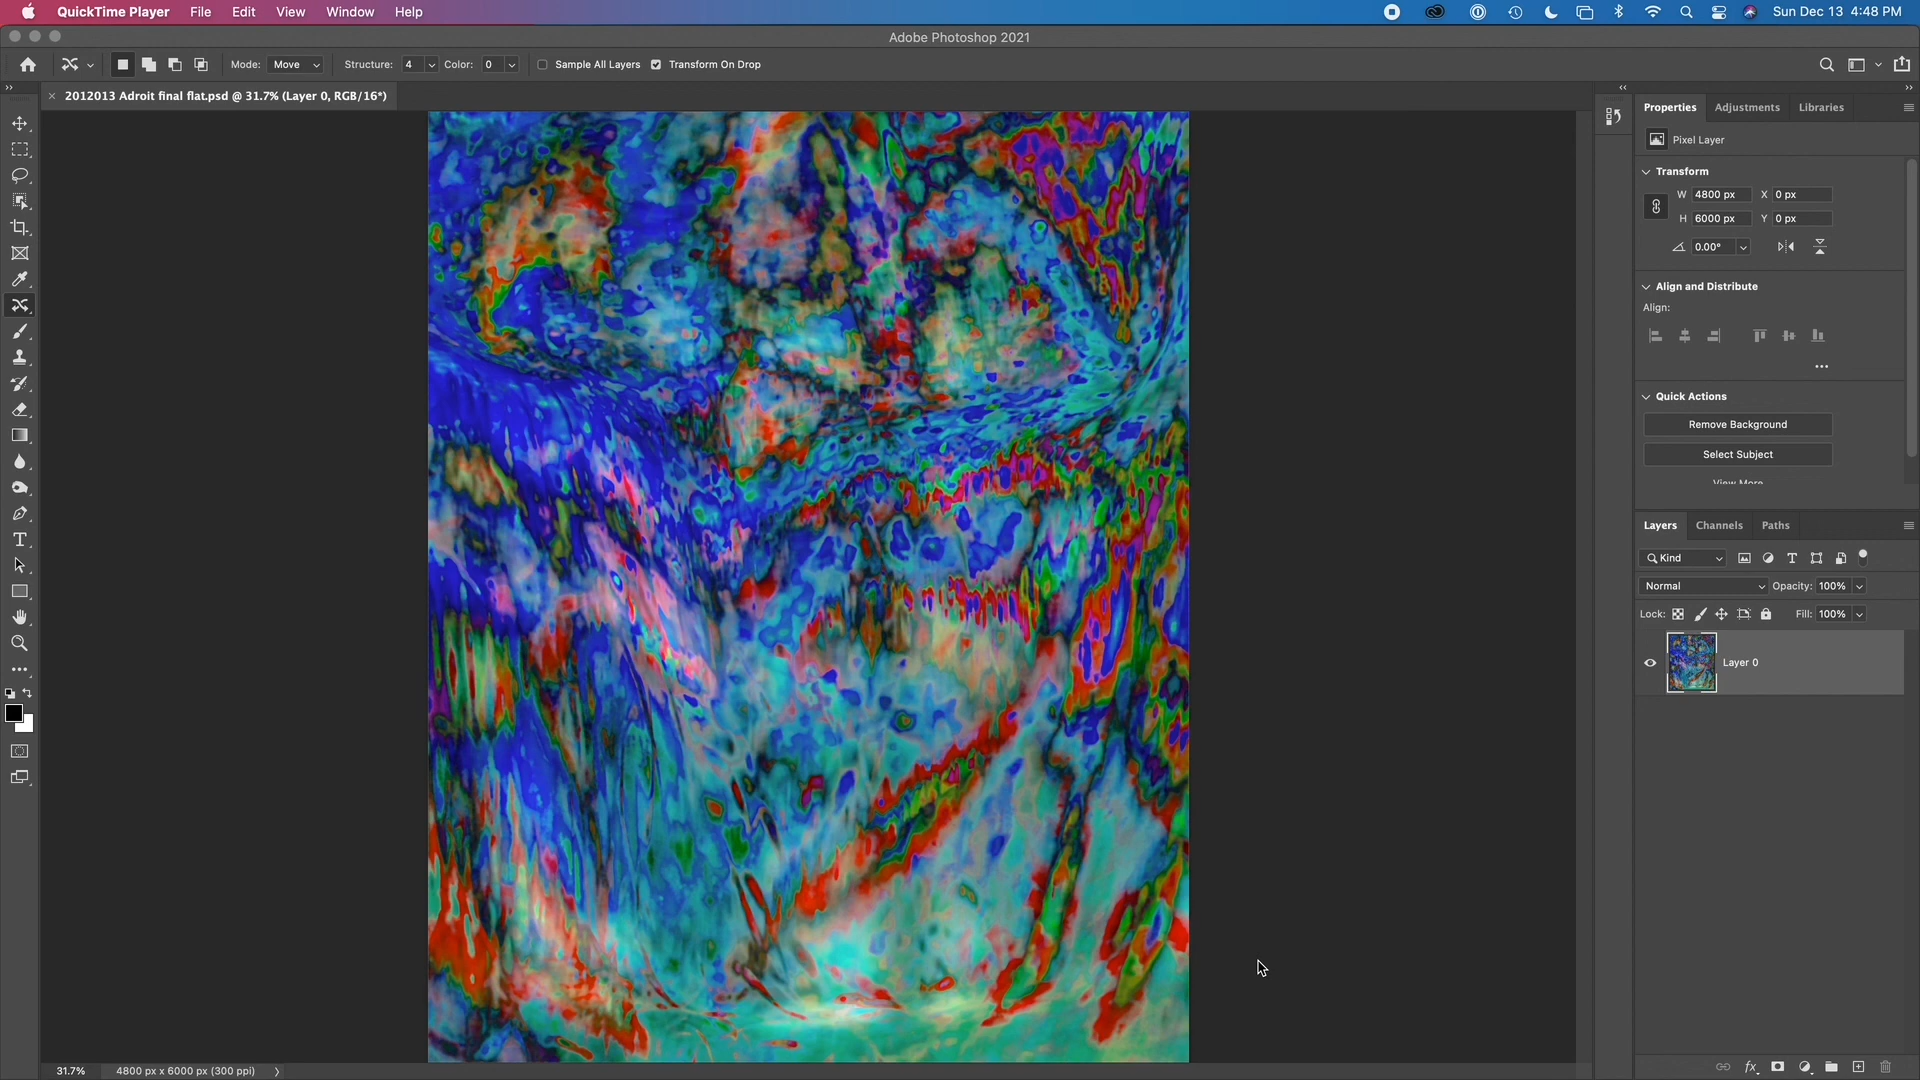 QuickTime Player File Edit View Window Help Sun Dec 13 4:48 PM
Adobe Photoshop 2021
Mode: Move Structure: 4 Color: 0 Sample All Layers Transform On Drop
2012013 Adroit final flat.psd @ 31.7% (Layer 0, RGB/16*)
Properties Adjustments Libraries
Pixel Layer
Transform
W 4800 px X 0 px
H 6000 px Y 0 px
0.00°
Align and Distribute
Align:
Quick Actions
Remove Background
Select Subject
View More
Layers Channels Paths
Kind
Normal Opacity: 100%
Lock: Fill: 100%
Layer 0
31.7% 4800 px x 6000 px (300 ppi)
fx